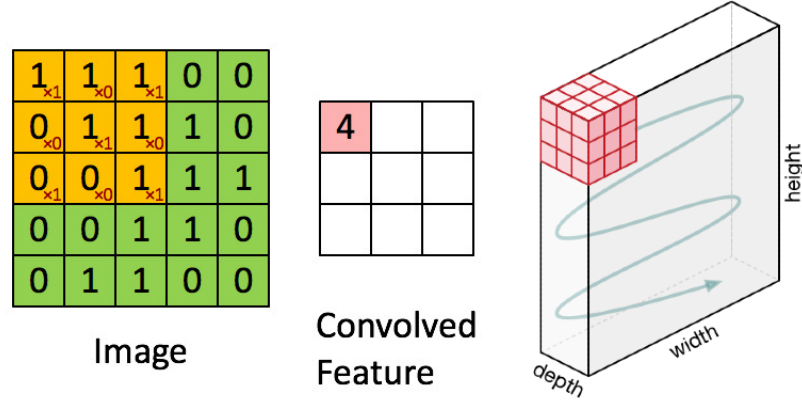 1×1 1×0 1×1 0 0
0×0 1×1 1×0 1 0
0×1 0×0 1×1 1 1
0 0 1 1 0
0 1 1 0 0
Image
4
Convolved
Feature
height
width
depth